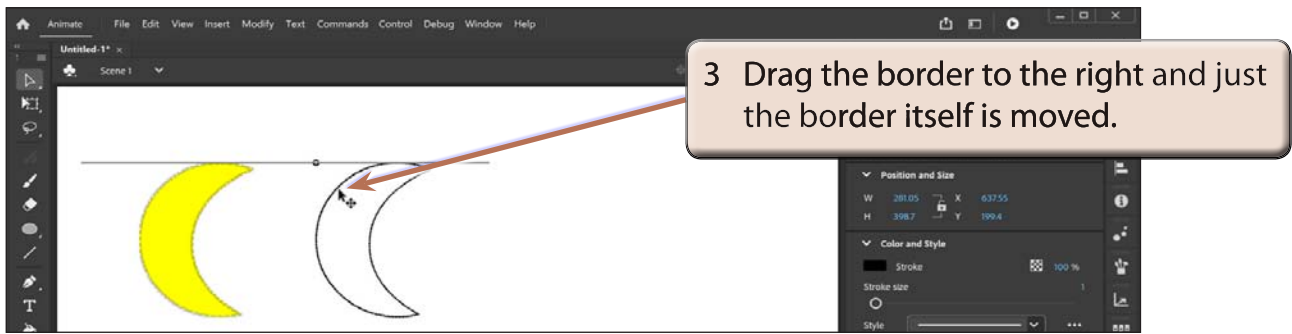 Animate File Edit View Insert Modify Text Commands Control Debug Window Help
Untitled-1* ×
Scene 1
3 Drag the border to the right and just
the border itself is moved.
Position and Size
W 281.05 X 637.55
H 398.7 Y 199.4
Color and Style
Stroke 100 %
Stroke size 1
Style
T